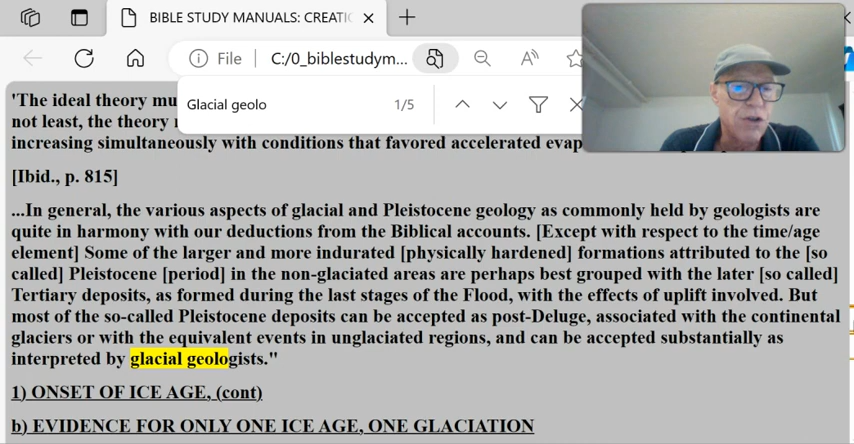 BIBLE STUDY MANUALS: CREATI
File
C:/0_biblestudym...
Glacial geolo
1/5
'The ideal theory mu
not least, the theory
increasing simultaneously with conditions that favored accelerated evap
[Ibid., p. 815]
...In general, the various aspects of glacial and Pleistocene geology as commonly held by geologists are
quite in harmony with our deductions from the Biblical accounts. [Except with respect to the time/age
element] Some of the larger and more indurated [physically hardened] formations attributed to the [so
called] Pleistocene [period] in the non-glaciated areas are perhaps best grouped with the later [so called]
Tertiary deposits, as formed during the last stages of the Flood, with the effects of uplift involved. But
most of the so-called Pleistocene deposits can be accepted as post-Deluge, associated with the continental
glaciers or with the equivalent events in unglaciated regions, and can be accepted substantially as
interpreted by glacial geologists."
1) ONSET OF ICE AGE, (cont)
b) EVIDENCE FOR ONLY ONE ICE AGE, ONE GLACIATION